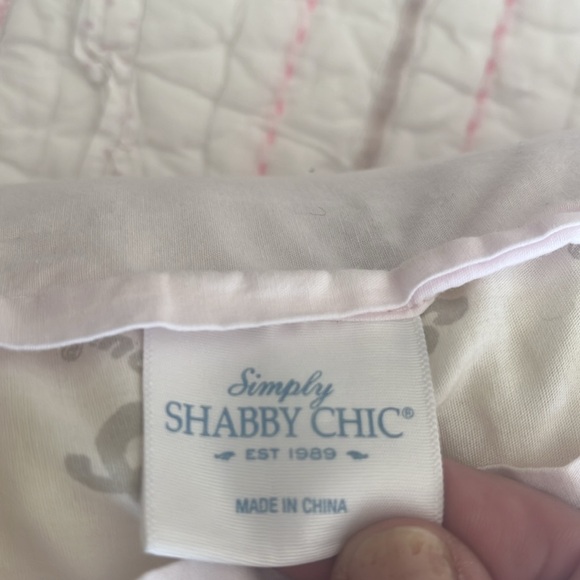 Simply
SHABBY CHIC®
EST 1989
MADE IN CHINA